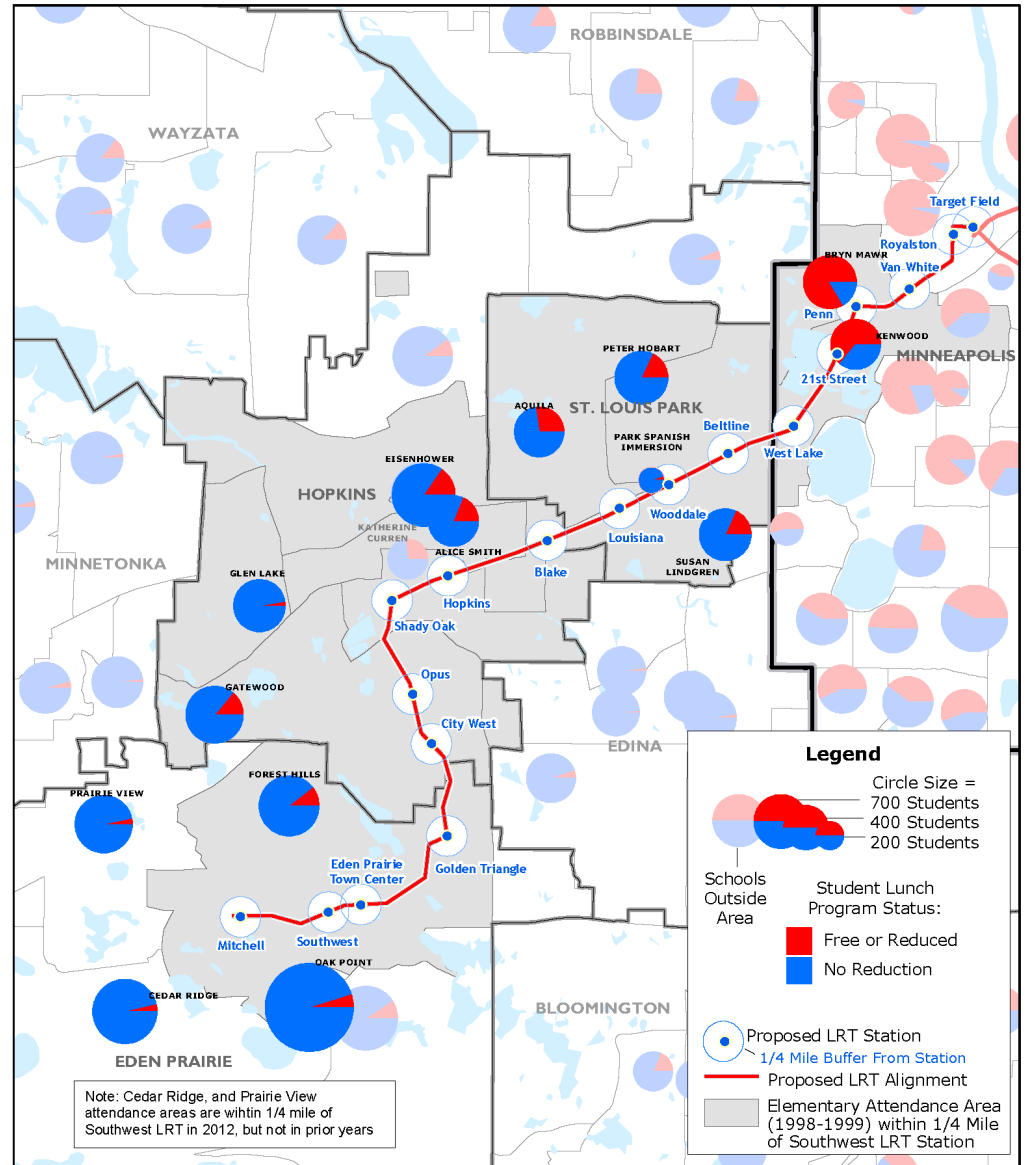 ROBBINSDALE
WAYZATA
Target Field
Royalston
BRYN MAWR
Van White
Penn
KENWOOD
MINNEAPOLIS
21st Street
PETER HOBART
ST. LOUIS PARK
AQUILA
Beltline
PARK SPANISH
IMMERSION
West Lake
EISENHOWER
HOPKINS
Wooddale
KATHERINE
CURREN
Louisiana
ALICE SMITH
MINNETONKA
Blake
SUSAN
LINDGREN
GLEN LAKE
Hopkins
Shady Oak
Opus
GATEWOOD
City West
EDINA
FOREST HILLS
PRAIRIE VIEW
Eden Prairie
Town Center
Golden Triangle
Mitchell
Southwest
OAK POINT
CEDAR RIDGE
BLOOMINGTON
EDEN PRAIRIE
Note: Cedar Ridge, and Prairie View
attendance areas are wihtin 1/4 mile of
Southwest LRT in 2012, but not in prior years
Legend
Circle Size =
700 Students
400 Students
200 Students
Schools
Outside
Area
Student Lunch
Program Status:
Free or Reduced
No Reduction
Proposed LRT Station
1/4 Mile Buffer From Station
Proposed LRT Alignment
Elementary Attendance Area
(1998-1999) within 1/4 Mile
of Southwest LRT Station